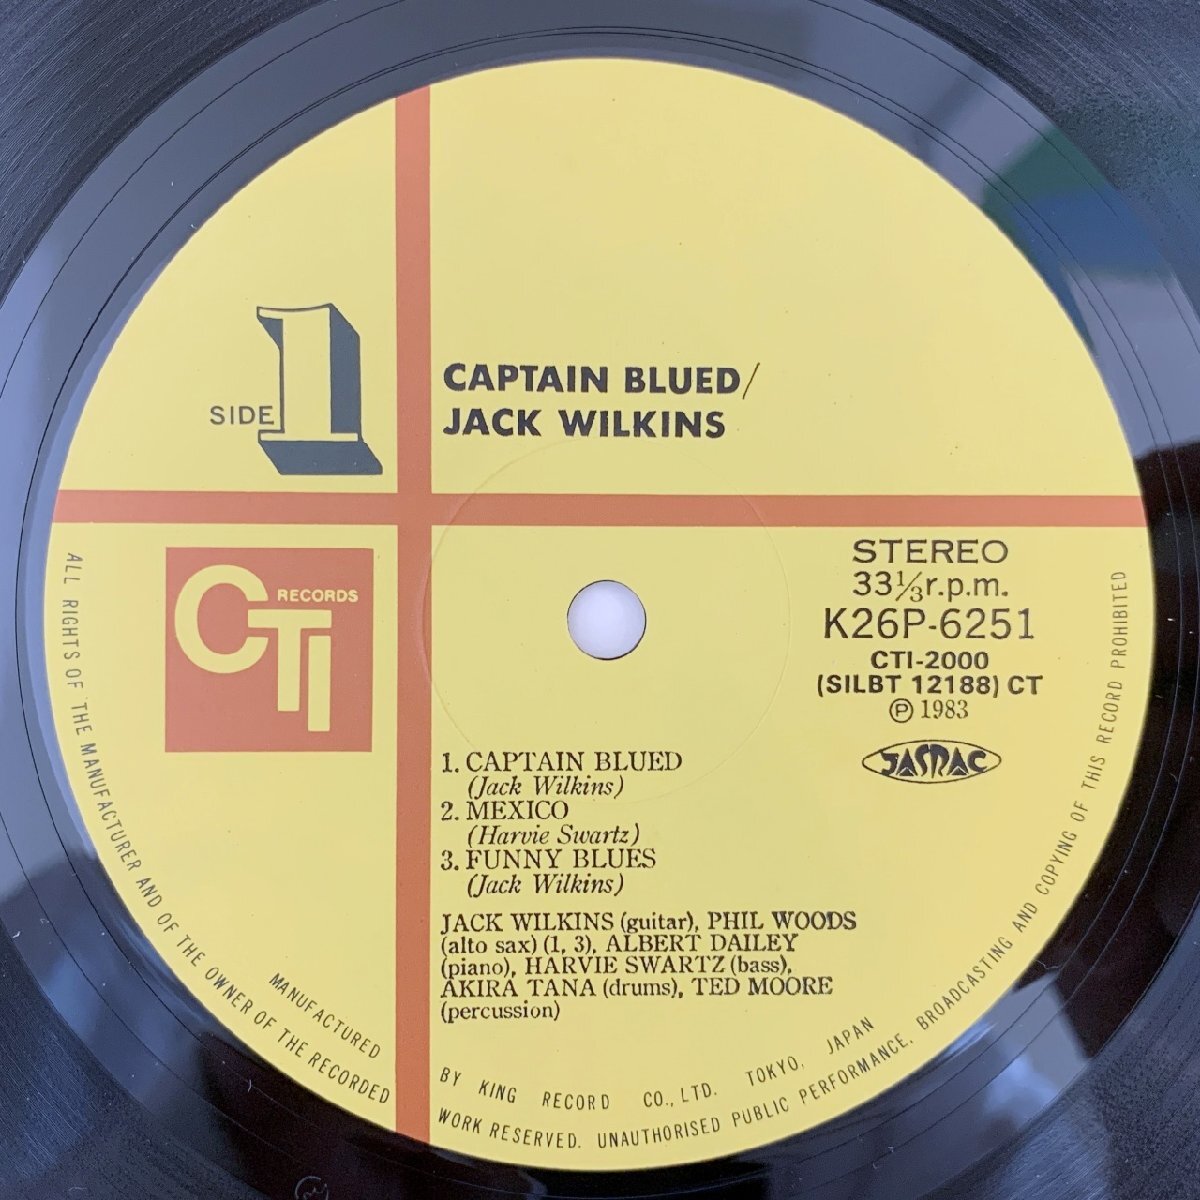 SIDE 1
CAPTAIN BLUED/
JACK WILKINS
CTI RECORDS
STEREO
33 1/3 r.p.m.
K26P-6251
CTI-2000
(SILBT 12188) CT
Ⓟ 1983
JASRAC
1. CAPTAIN BLUED
(Jack Wilkins)
2. MEXICO
(Harvie Swartz)
3. FUNNY BLUES
(Jack Wilkins)
JACK WILKINS (guitar), PHIL WOODS
(alto sax) (1, 3), ALBERT DAILEY
(piano), HARVIE SWARTZ (bass),
AKIRA TANA (drums), TED MOORE
(percussion)
MANUFACTURED BY KING RECORD CO., LTD. TOKYO, JAPAN
ALL RIGHTS OF THE MANUFACTURER AND OF THE OWNER OF THE RECORDED WORK RESERVED. UNAUTHORISED PUBLIC PERFORMANCE, BROADCASTING AND COPYING OF THIS RECORD PROHIBITED